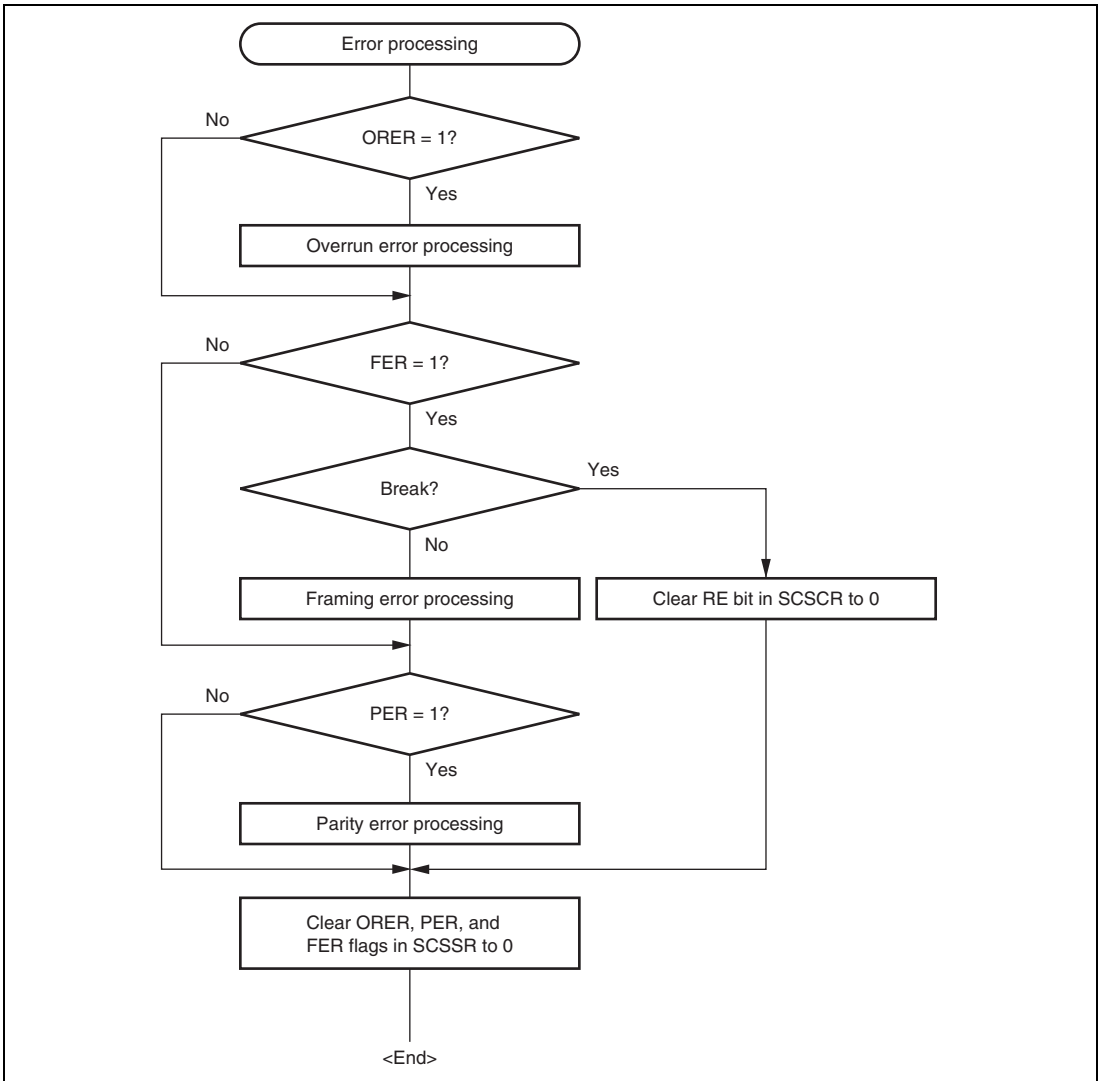 Error processing
No
ORER = 1?
Yes
Overrun error processing
No
FER = 1?
Yes
Break?
Yes
No
Framing error processing
Clear RE bit in SCSCR to 0
No
PER = 1?
Yes
Parity error processing
Clear ORER, PER, and
FER flags in SCSSR to 0
<End>